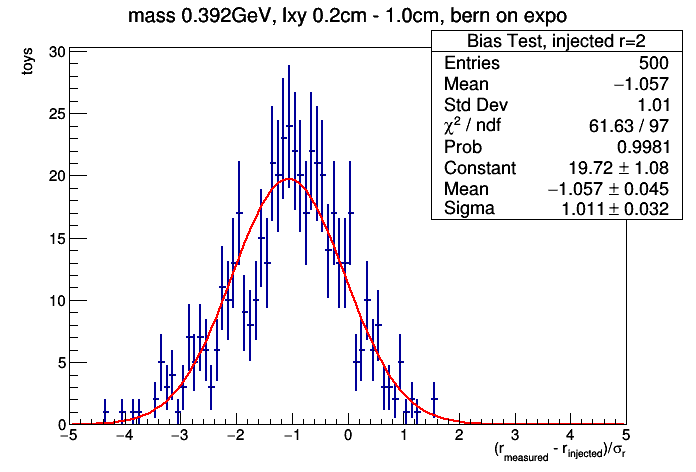 mass 0.392GeV, lxy 0.2cm - 1.0cm, bern on expo
Bias Test, injected r=2
Entries 500
Mean −1.057
Std Dev 1.01
χ² / ndf 61.63 / 97
Prob 0.9981
Constant 19.72 ± 1.08
Mean −1.057 ± 0.045
Sigma 1.011 ± 0.032
toys
30
25
20
15
10
5
0
−5 −4 −3 −2 −1 0 1 2 3 4 5
(r_measured - r_injected)/σ_r